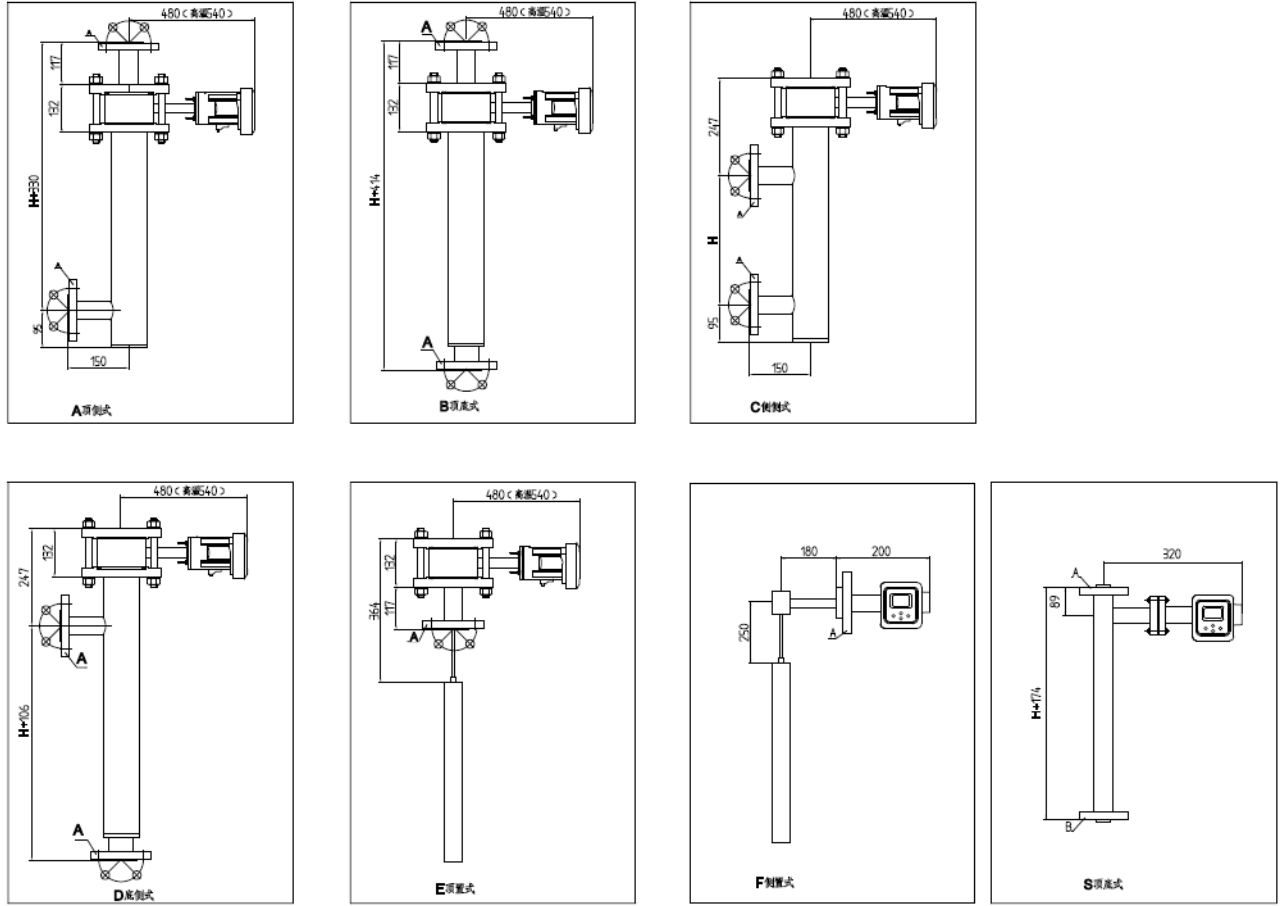 480(高温540)
A
117
132
H+330
A
95
150
A顶侧式
480(高温540)
A
117
132
H+414
A
B顶底式
480(高温540)
247
A
H
A
95
150
C侧侧式
480(高温540)
132
247
A
H+106
A
D底侧式
480(高温540)
132
117
364
A
E顶置式
180
200
A
250
F侧置式
320
A
89
H+174
B
S顶底式